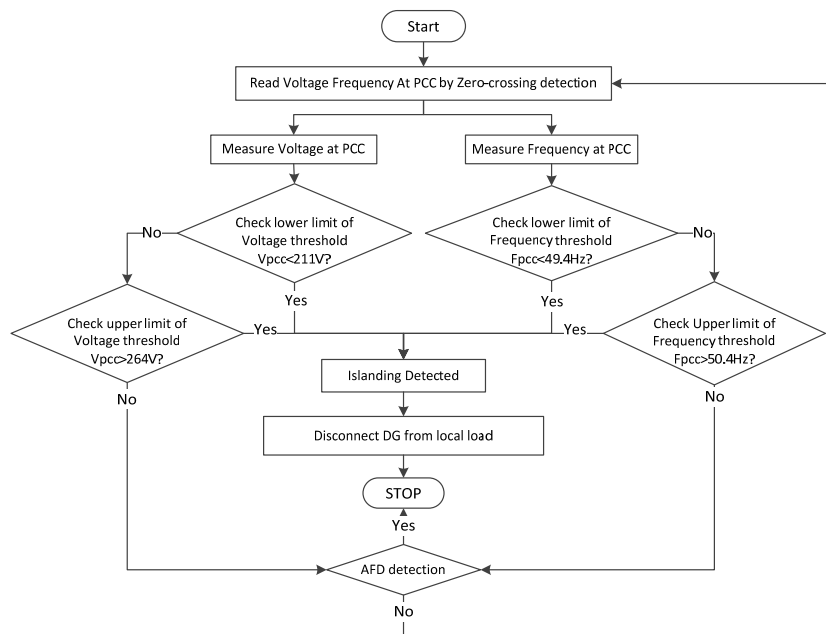 Start
Read Voltage Frequency At PCC by Zero-crossing detection
Measure Voltage at PCC
Measure Frequency at PCC
Check lower limit of
Voltage threshold
Vpcc<211V?
Check lower limit of
Frequency threshold
Fpcc<49.4Hz?
No
No
Yes
Yes
Check upper limit of
Voltage threshold
Vpcc>264V?
Yes
Yes
Check Upper limit of
Frequency threshold
Fpcc>50.4Hz?
Islanding Detected
No
No
Disconnect DG from local load
STOP
Yes
AFD detection
No